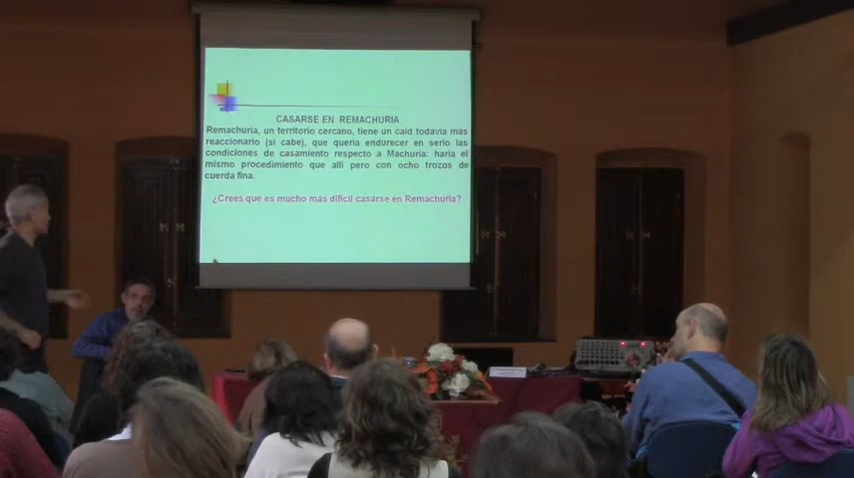 CASARSE EN REMACHURIA
Remachuria, un territorio cercano, tiene un caid todavía más
reaccionario (si cabe), que quería endurecer en serio las
condiciones de casamiento respecto a Machuria: haría el
mismo procedimiento que allí pero con ocho trozos de
cuerda fina.
¿Crees que es mucho más difícil casarse en Remachuria?